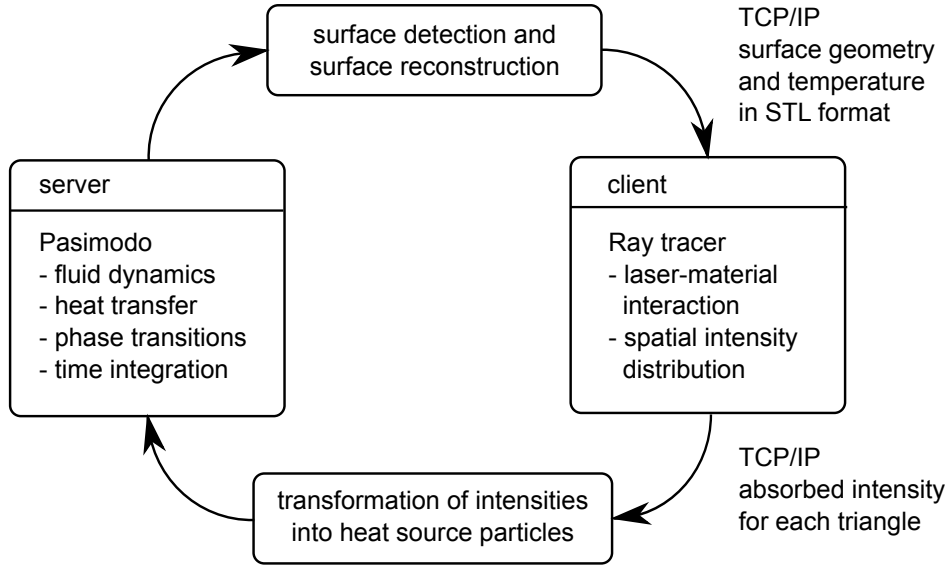 surface detection and
surface reconstruction
TCP/IP
surface geometry
and temperature
in STL format
server
Pasimodo
- fluid dynamics
- heat transfer
- phase transitions
- time integration
client
Ray tracer
- laser-material
interaction
- spatial intensity
distribution
transformation of intensities
into heat source particles
TCP/IP
absorbed intensity
for each triangle